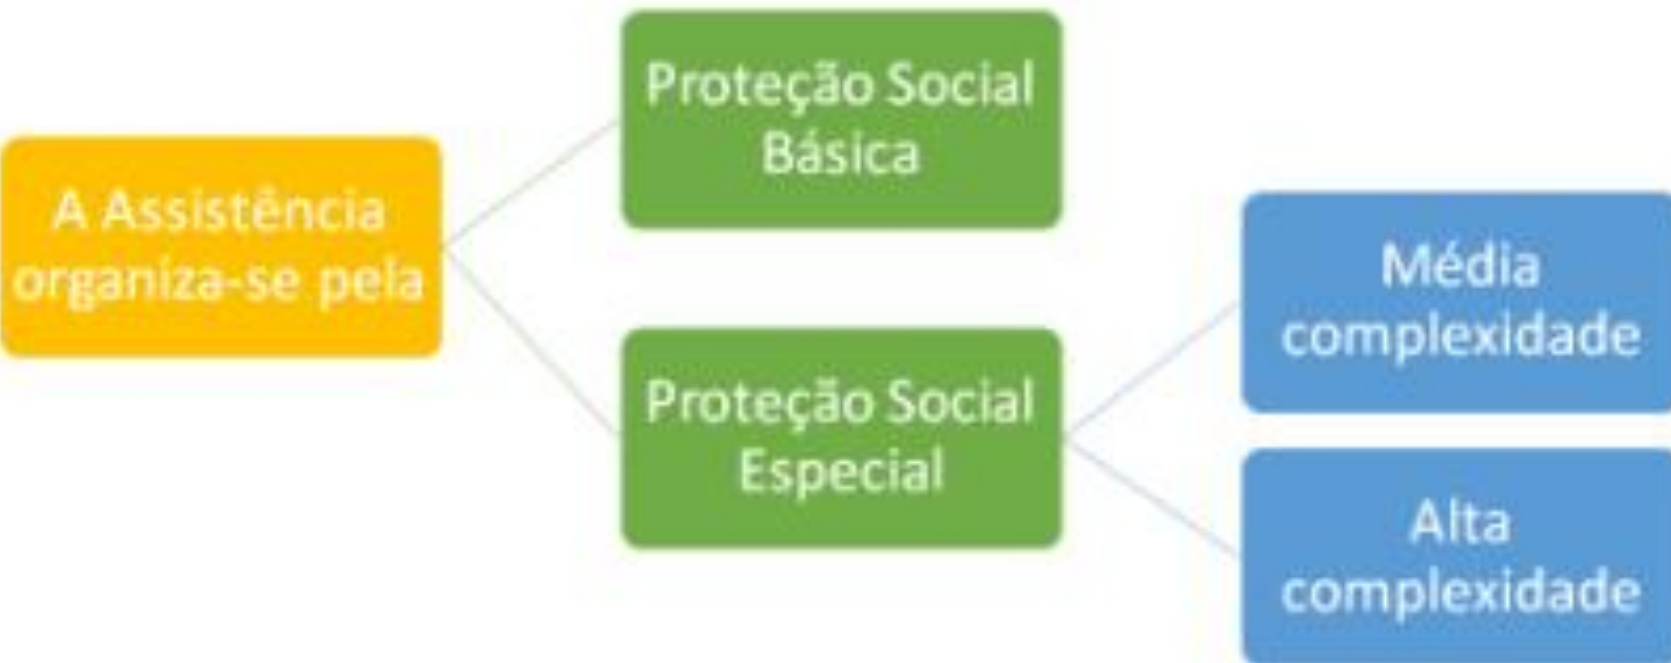 A Assistência
organiza-se pela
Proteção Social
Básica
Proteção Social
Especial
Média
complexidade
Alta
complexidade